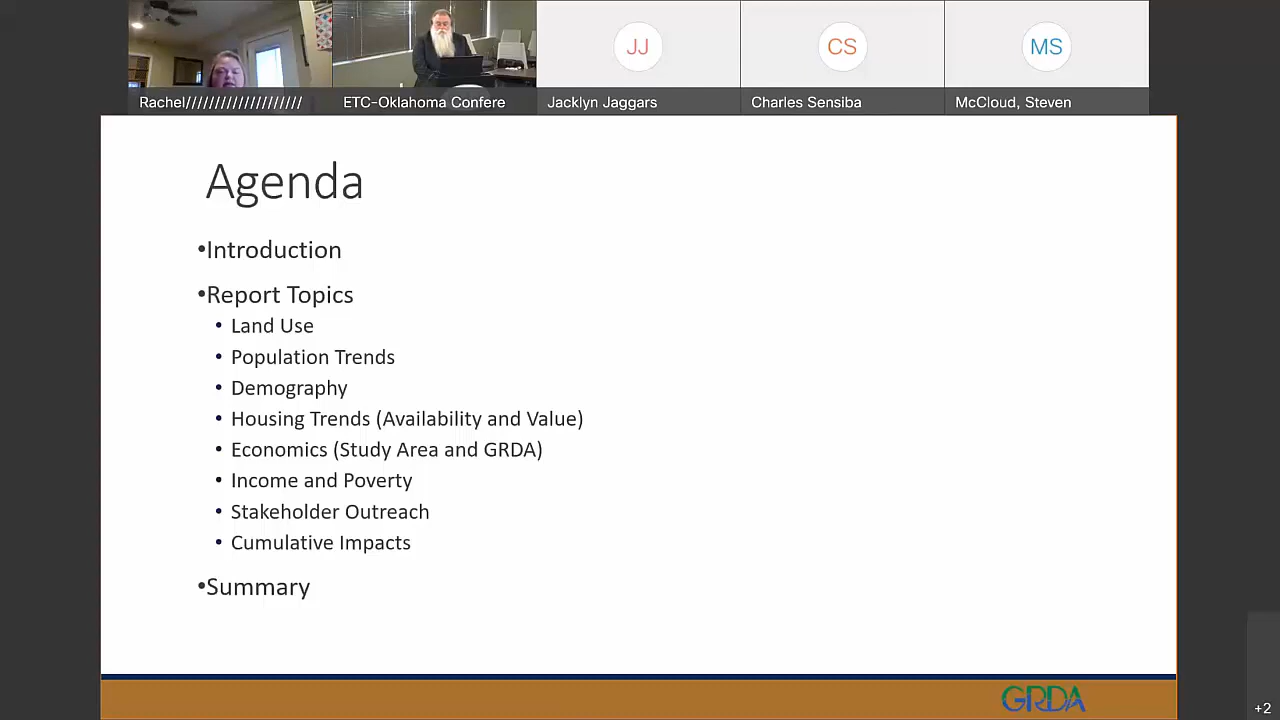 JJ
CS
MS
Rachel///////////////////
ETC-Oklahoma Confere
Jacklyn Jaggars
Charles Sensiba
McCloud, Steven
Agenda
•Introduction
•Report Topics
• Land Use
• Population Trends
• Demography
• Housing Trends (Availability and Value)
• Economics (Study Area and GRDA)
• Income and Poverty
• Stakeholder Outreach
• Cumulative Impacts
•Summary
GRDA
+2